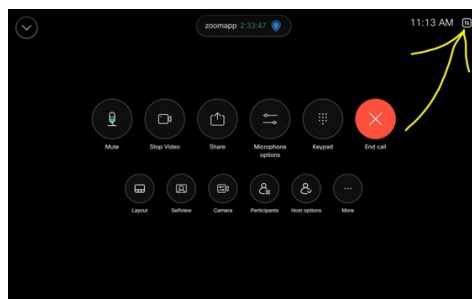 zoomapp 2:33:47
11:13 AM
Mute
Stop Video
Share
Microphone
options
Keypad
End call
Layout
Selfview
Camera
Participants
Host options
More